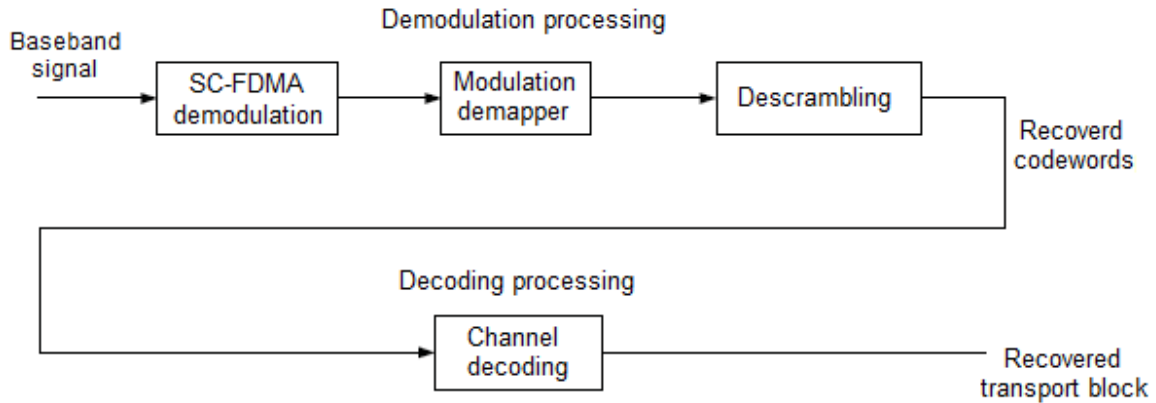 Demodulation processing
Baseband
signal
SC-FDMA
demodulation
Modulation
demapper
Descrambling
Recoverd
codewords
Decoding processing
Channel
decoding
Recovered
transport block